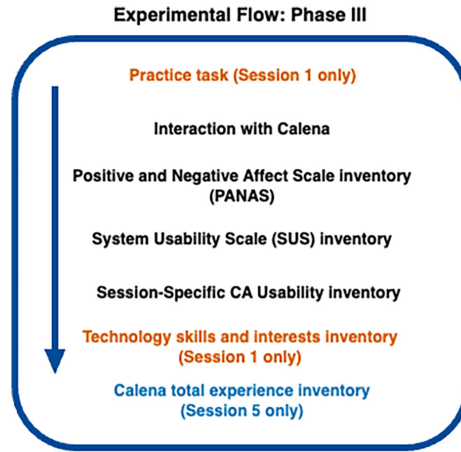 Experimental Flow: Phase III
Practice task (Session 1 only)
Interaction with Calena
Positive and Negative Affect Scale inventory
(PANAS)
System Usability Scale (SUS) inventory
Session-Specific CA Usability inventory
Technology skills and interests inventory
(Session 1 only)
Calena total experience inventory
(Session 5 only)